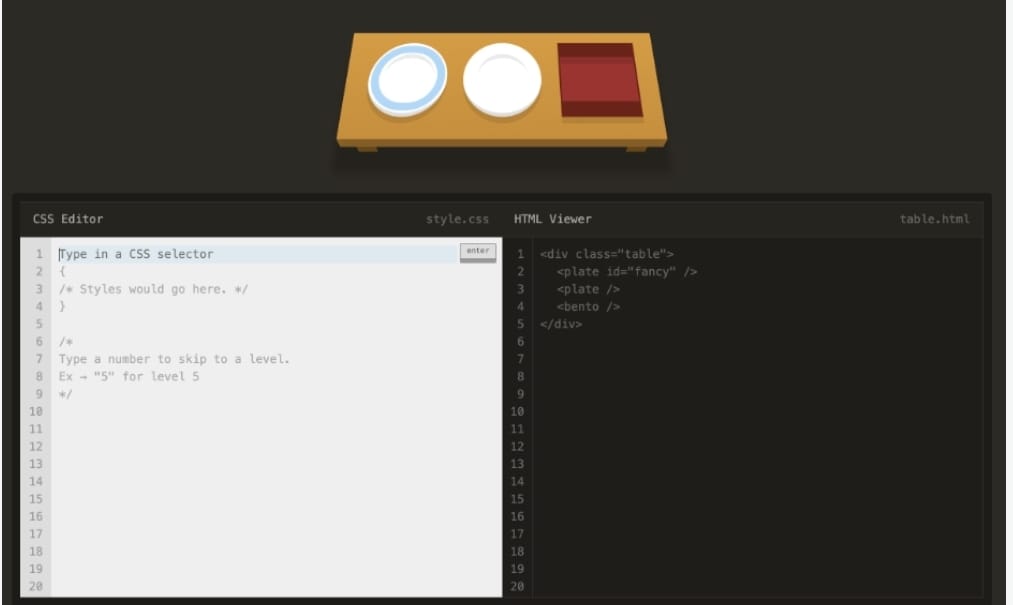 CSS Editor style.css
HTML Viewer table.html
1 Type in a CSS selector enter
2 {
3 /* Styles would go here. */
4 }
5
6 /*
7 Type a number to skip to a level.
8 Ex → "5" for level 5
9 */
10
11
12
13
14
15
16
17
18
19
20
1 <div class="table">
2 <plate id="fancy" />
3 <plate />
4 <bento />
5 </div>
6
7
8
9
10
11
12
13
14
15
16
17
18
19
20